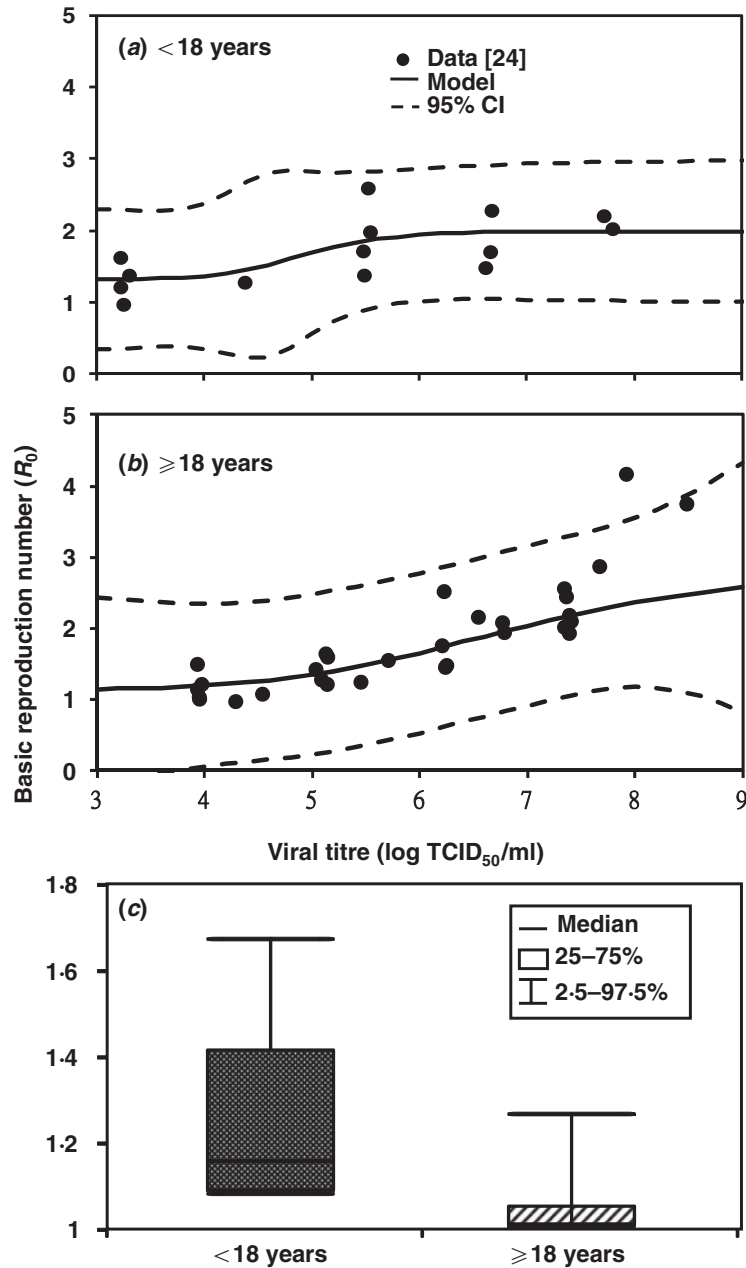 5
(a) <18 years
Data [24]
Model
95% CI
4
3
2
1
0
5
(b) ⩾18 years
4
3
2
1
0
Basic reproduction number (R₀)
3 4 5 6 7 8 9
Viral titre (log TCID₅₀/ml)
1·8
(c)
Median
25–75%
2·5–97·5%
1·6
1·4
1·2
1
<18 years ⩾18 years